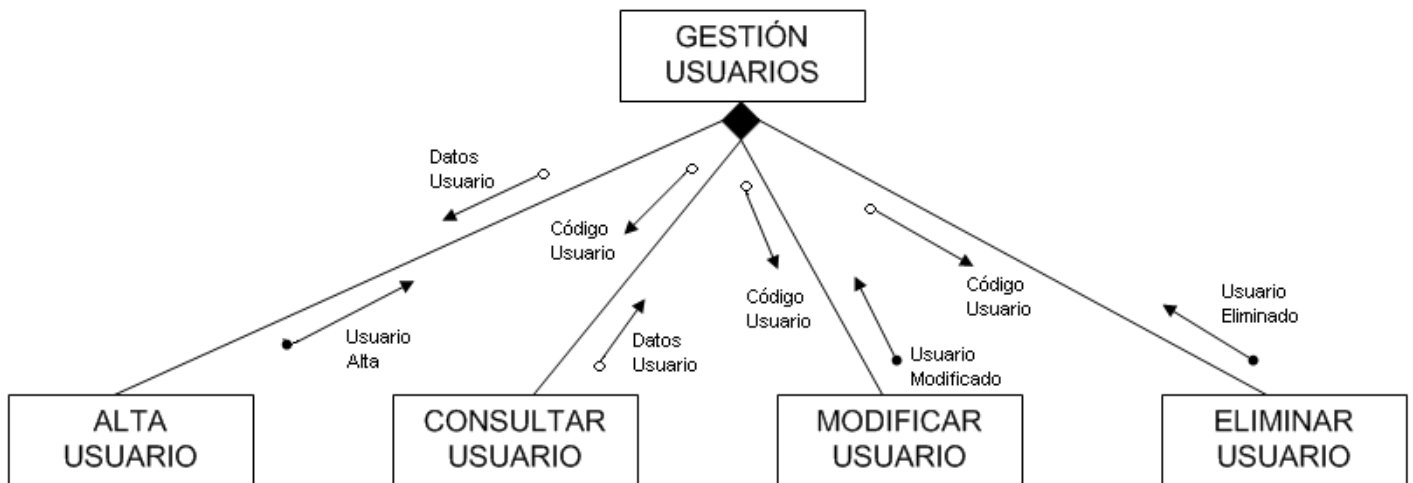 GESTIÓN
USUARIOS
Datos
Usuario
Código
Usuario
Código
Usuario
Código
Usuario
Usuario
Eliminado
Usuario
Alta
Datos
Usuario
Usuario
Modificado
ALTA
USUARIO
CONSULTAR
USUARIO
MODIFICAR
USUARIO
ELIMINAR
USUARIO